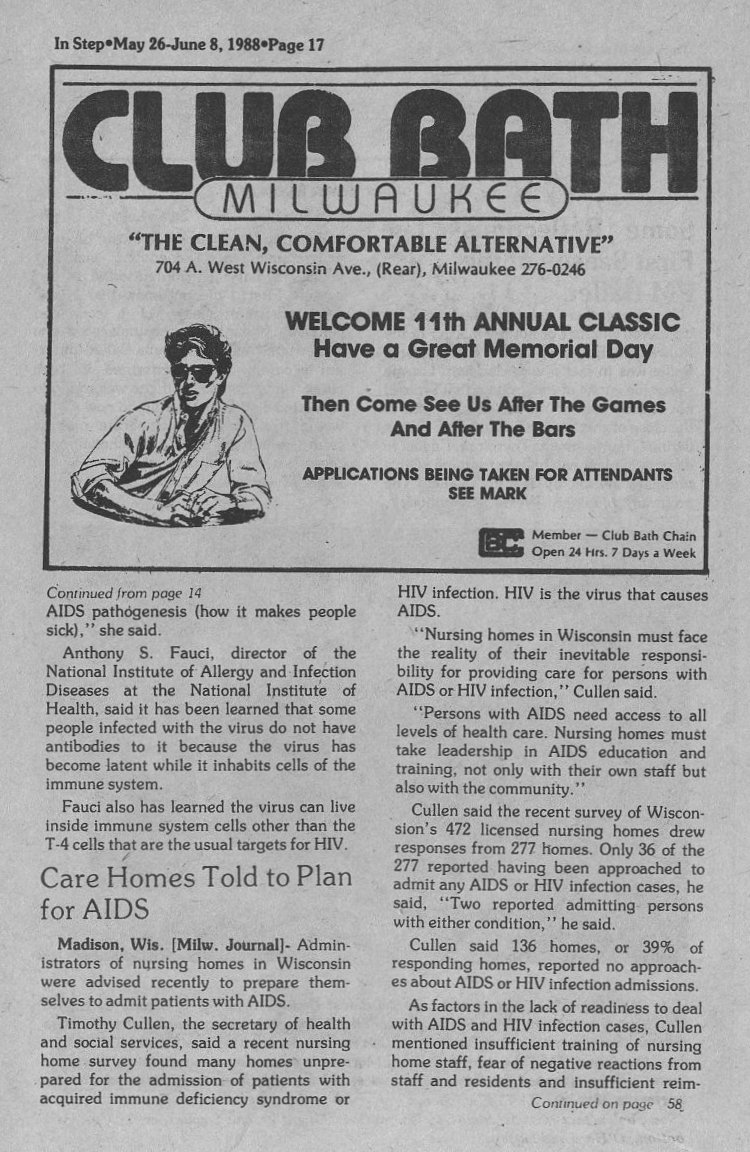 In Step•May 26-June 8, 1988•Page 17
CLUB BATH
MILWAUKEE
“THE CLEAN, COMFORTABLE ALTERNATIVE”
704 A. West Wisconsin Ave., (Rear), Milwaukee 276-0246
WELCOME 11th ANNUAL CLASSIC
Have a Great Memorial Day
Then Come See Us After The Games
And After The Bars
APPLICATIONS BEING TAKEN FOR ATTENDANTS
SEE MARK
CBC
Member — Club Bath Chain
Open 24 Hrs. 7 Days a Week
Continued from page 14
AIDS pathogenesis (how it makes people
sick),’’ she said.
Anthony S. Fauci, director of the
National Institute of Allergy and Infection
Diseases at the National Institute of
Health, said it has been learned that some
people infected with the virus do not have
antibodies to it because the virus has
become latent while it inhabits cells of the
immune system.
Fauci also has learned the virus can live
inside immune system cells other than the
T-4 cells that are the usual targets for HIV.
Care Homes Told to Plan
for AIDS
Madison, Wis. [Milw. Journal]- Admin-
istrators of nursing homes in Wisconsin
were advised recently to prepare them-
selves to admit patients with AIDS.
Timothy Cullen, the secretary of health
and social services, said a recent nursing
home survey found many homes unpre-
pared for the admission of patients with
acquired immune deficiency syndrome or
HIV infection. HIV is the virus that causes
AIDS.
‘‘Nursing homes in Wisconsin must face
the reality of their inevitable responsi-
bility for providing care for persons with
AIDS or HIV infection,’’ Cullen said.
‘‘Persons with AIDS need access to all
levels of health care. Nursing homes must
take leadership in AIDS education and
training, not only with their own staff but
also with the community.’’
Cullen said the recent survey of Wiscon-
sion’s 472 licensed nursing homes drew
responses from 277 homes. Only 36 of the
277 reported having been approached to
admit any AIDS or HIV infection cases, he
said, ‘‘Two reported admitting persons
with either condition,’’ he said.
Cullen said 136 homes, or 39% of
responding homes, reported no approach-
es about AIDS or HIV infection admissions.
As factors in the lack of readiness to deal
with AIDS and HIV infection cases, Cullen
mentioned insufficient training of nursing
home staff, fear of negative reactions from
staff and residents and insufficient reim-
Continued on page 58